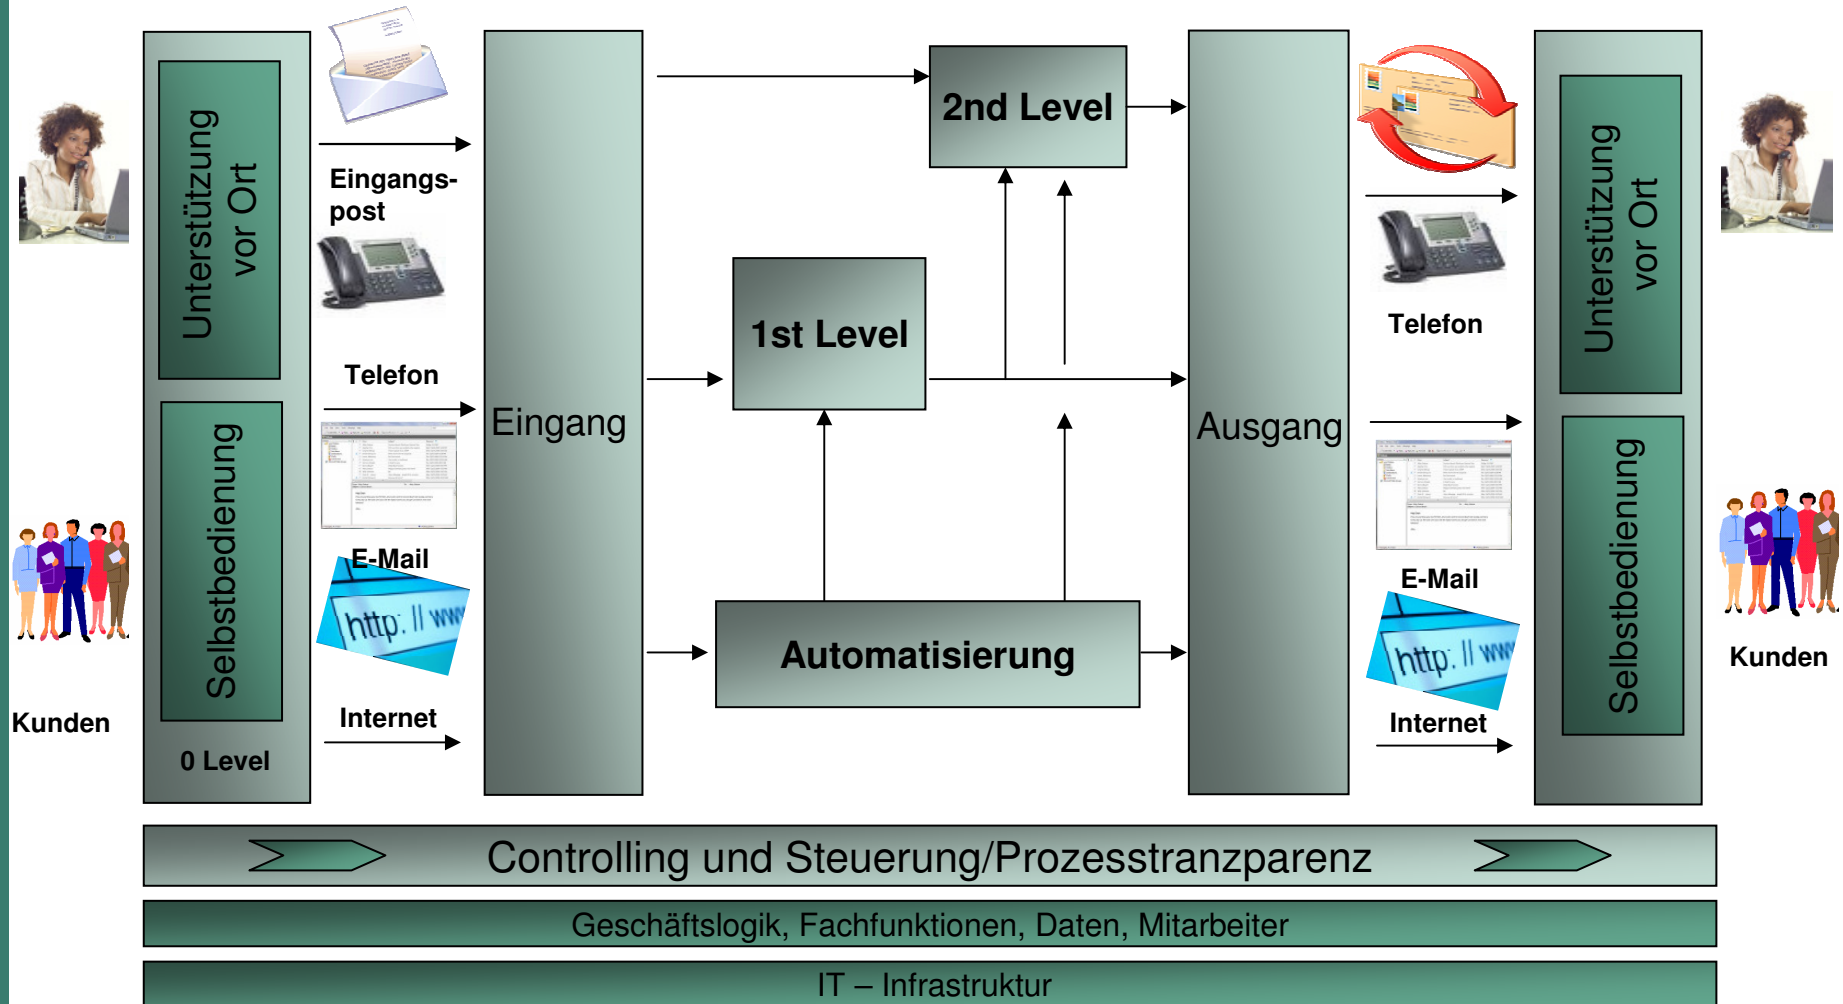 Unterstützung
vor Ort
Selbstbedienung
0 Level
Kunden
Eingangs-
post
Telefon
E-Mail
http: // www
Internet
Eingang
2nd Level
1st Level
Automatisierung
Ausgang
Telefon
E-Mail
http: // www
Internet
Unterstützung
vor Ort
Selbstbedienung
Kunden
Controlling und Steuerung/Prozesstranzparenz
Geschäftslogik, Fachfunktionen, Daten, Mitarbeiter
IT – Infrastruktur